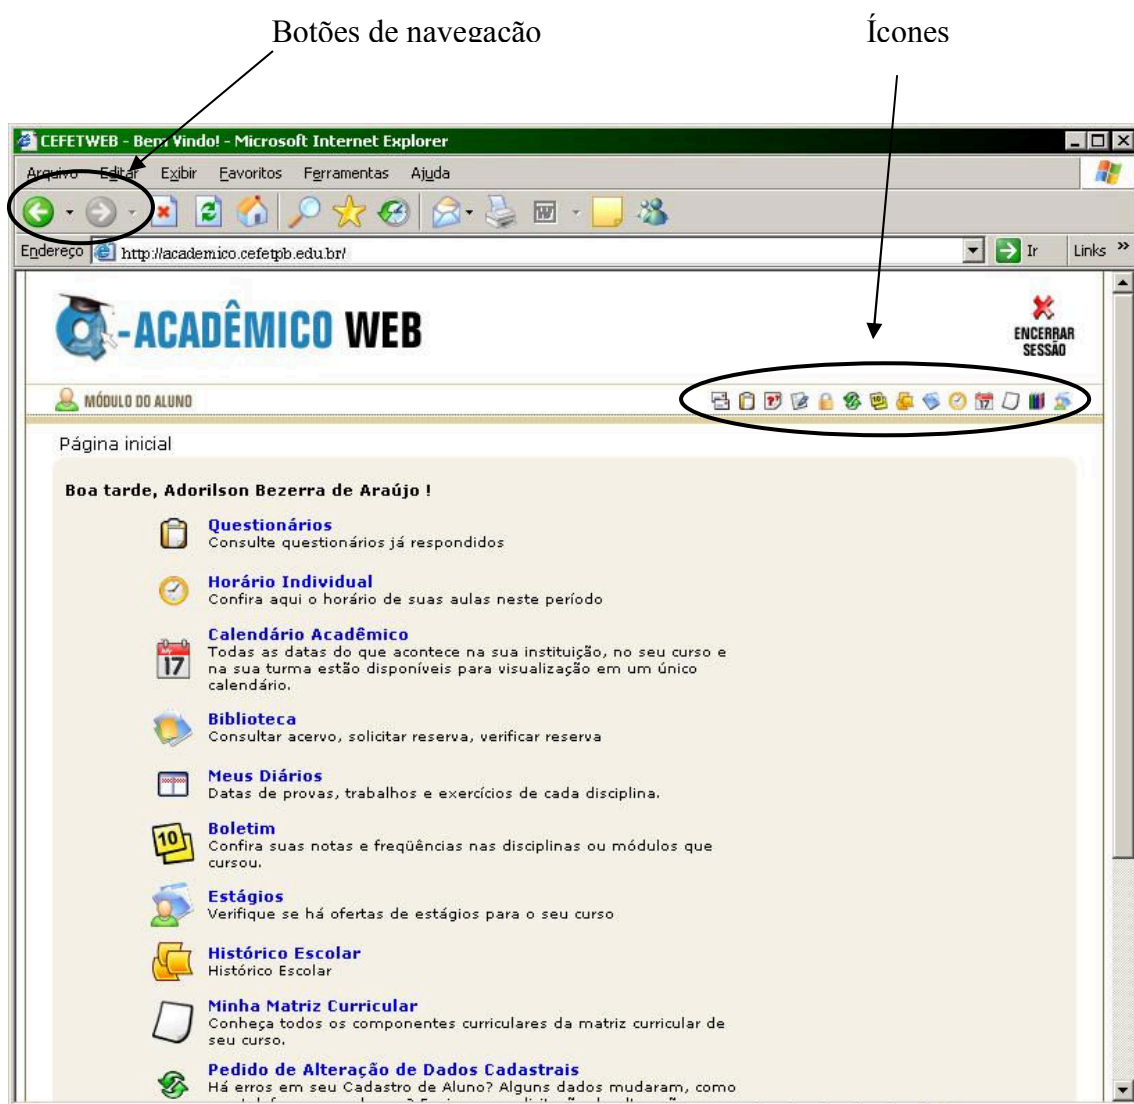 Botões de navegação
Ícones
CEFETWEB - Bem Vindo! - Microsoft Internet Explorer
Arquivo Editar Exibir Favoritos Ferramentas Ajuda
Endereço http://academico.cefetpb.edu.br/ Ir Links »
Q-ACADÊMICO WEB
ENCERRAR
SESSÃO
MÓDULO DO ALUNO
Página inicial
Boa tarde, Adorilson Bezerra de Araújo !
Questionários
Consulte questionários já respondidos
Horário Individual
Confira aqui o horário de suas aulas neste período
Calendário Acadêmico
17
Todas as datas do que acontece na sua instituição, no seu curso e
na sua turma estão disponíveis para visualização em um único
calendário.
Biblioteca
Consultar acervo, solicitar reserva, verificar reserva
Meus Diários
Datas de provas, trabalhos e exercícios de cada disciplina.
Boletim
10
Confira suas notas e freqüências nas disciplinas ou módulos que
cursou.
Estágios
Verifique se há ofertas de estágios para o seu curso
Histórico Escolar
Histórico Escolar
Minha Matriz Curricular
Conheça todos os componentes curriculares da matriz curricular de
seu curso.
Pedido de Alteração de Dados Cadastrais
Há erros em seu Cadastro de Aluno? Alguns dados mudaram, como